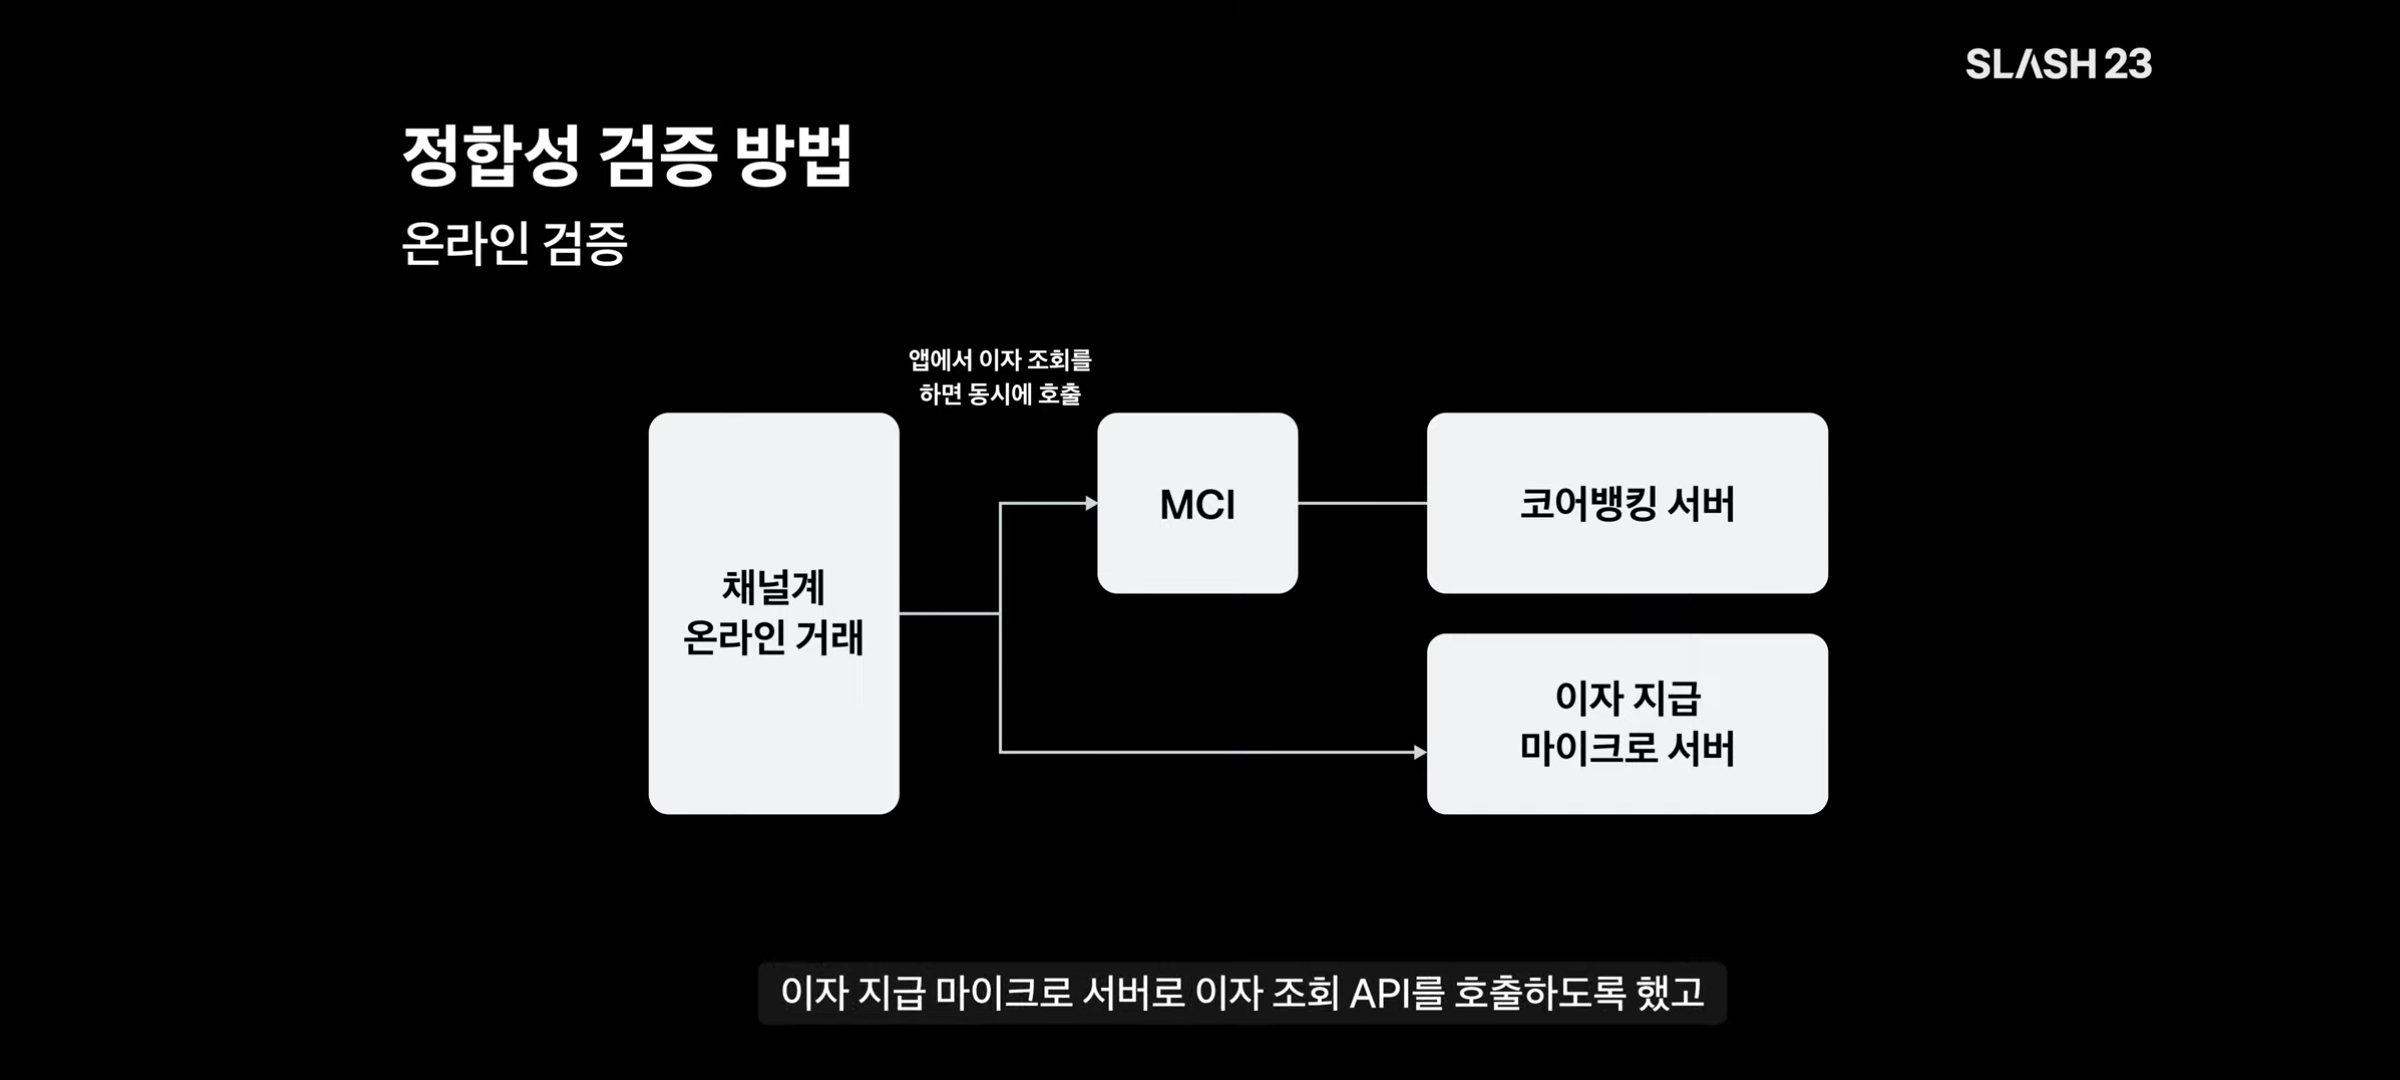 SLASH 23
정합성 검증 방법
온라인 검증
앱에서 이자 조회를
하면 동시에 호출
채널계
온라인 거래
MCI
코어뱅킹 서버
이자 지급
마이크로 서버
이자 지급 마이크로 서버로 이자 조회 API를 호출하도록 했고